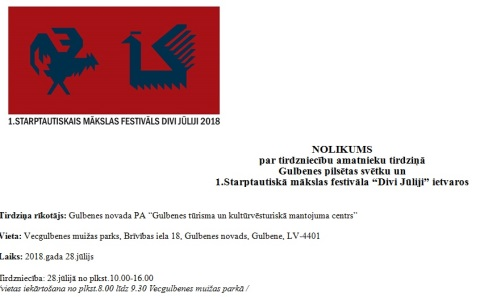 1.STARPTAUTISKAIS MĀKSLAS FESTIVĀLS DIVI JŪLIJI 2018
NOLIKUMS
par tirdzniecību amatnieku tirdziņā
Gulbenes pilsētas svētku un
1.Starptautiskā mākslas festivāla “Divi Jūliji” ietvaros
Tirdziņa rīkotājs: Gulbenes novada PA “Gulbenes tūrisma un kultūrvēsturiskā mantojuma centrs”
Vieta: Vecgulbenes muižas parks, Brīvības iela 18, Gulbenes novads, Gulbene, LV-4401
Laiks: 2018.gada 28.jūlijs
Tirdzniecība: 28.jūlijā no plkst.10.00-16.00
/vietas iekārtošana no plkst.8.00 līdz 9.30 Vecgulbenes muižas parkā /